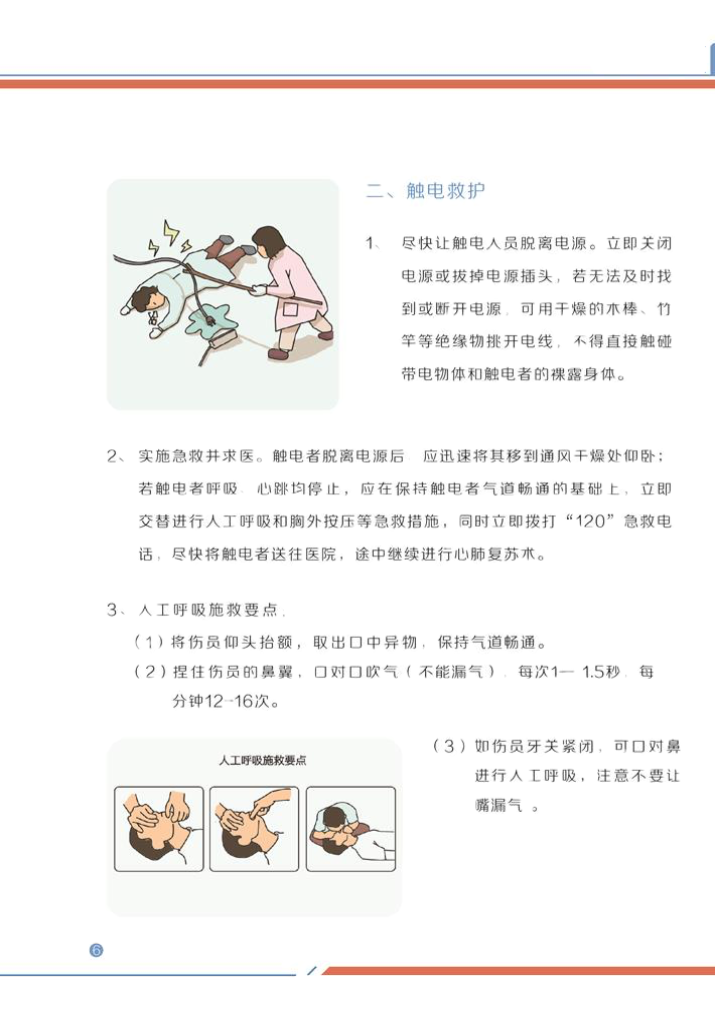 二、触电救护
1、 尽快让触电人员脱离电源。立即关闭
电源或拔掉电源插头，若无法及时找
到或断开电源，可用干燥的木棒、竹
竿等绝缘物挑开电线，不得直接触碰
带电物体和触电者的裸露身体。
2、 实施急救并求医。触电者脱离电源后，应迅速将其移到通风干燥处仰卧；
若触电者呼吸、心跳均停止，应在保持触电者气道畅通的基础上，立即
交替进行人工呼吸和胸外按压等急救措施，同时立即拨打“120”急救电
话，尽快将触电者送往医院，途中继续进行心肺复苏术。
3、人工呼吸施救要点.
（1）将伤员仰头抬额，取出口中异物，保持气道畅通。
（2）捏住伤员的鼻翼，口对口吹气（不能漏气），每次1— 1.5秒，每
分钟12-16次。
人工呼吸施救要点
（3）如伤员牙关紧闭，可口对鼻
进行人工呼吸，注意不要让
嘴漏气 。
6